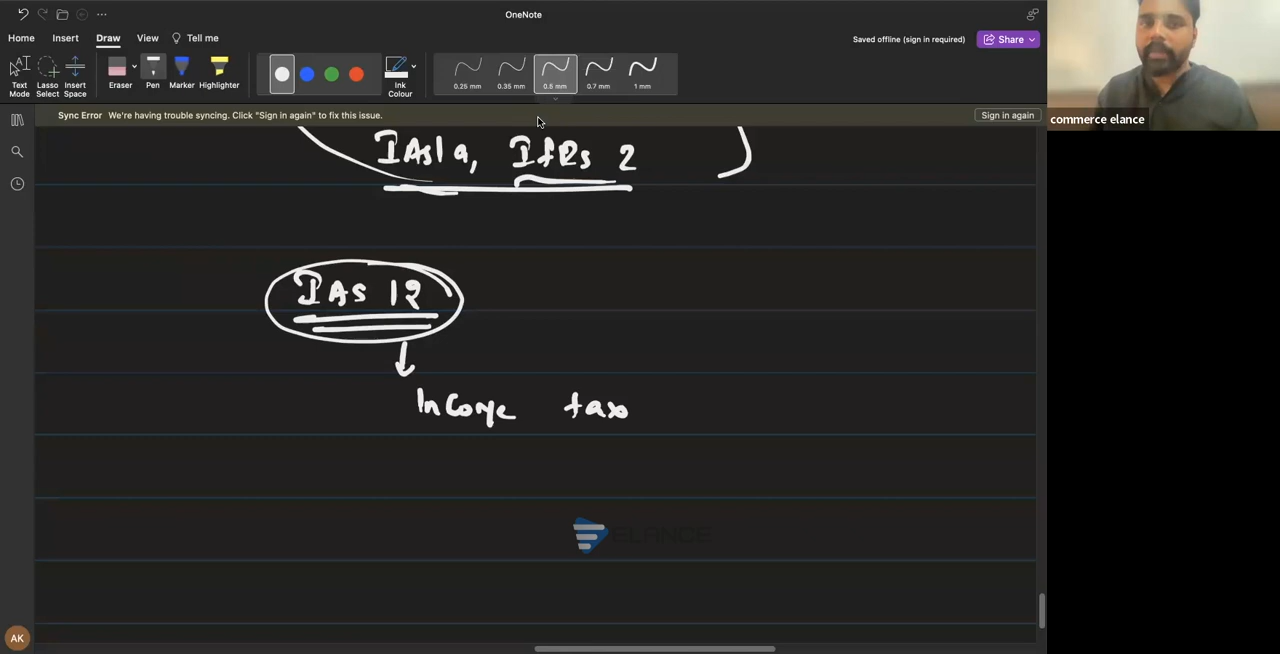 OneNote
Home Insert Draw View Tell me
Saved offline (sign in required) Share
Text Mode Lasso Select Insert Space Eraser Pen Marker Highlighter Ink Colour 0.25 mm 0.35 mm 0.5 mm 0.7 mm 1 mm
Sync Error We're having trouble syncing. Click "Sign in again" to fix this issue. Sign in again
commerce elance
IAS19, IFRS 2
IAS 12
Income tax
ELANCE
AK